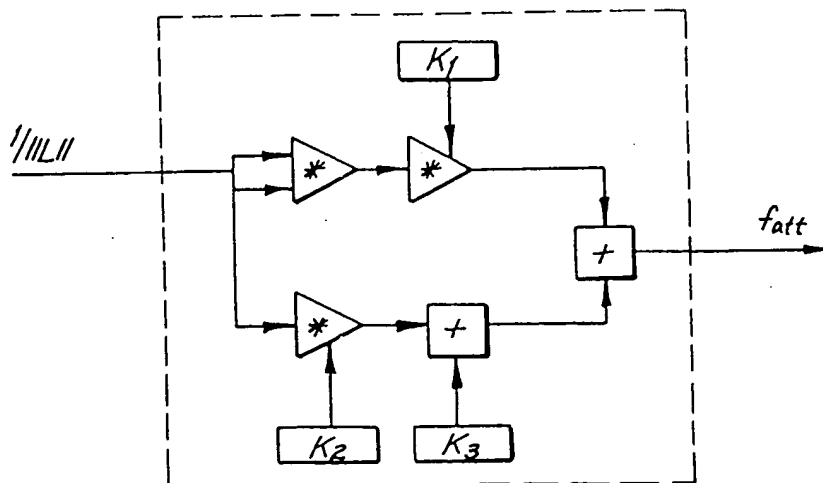 K1
1/||L||
*
*
fatt
+
*
+
K2
K3